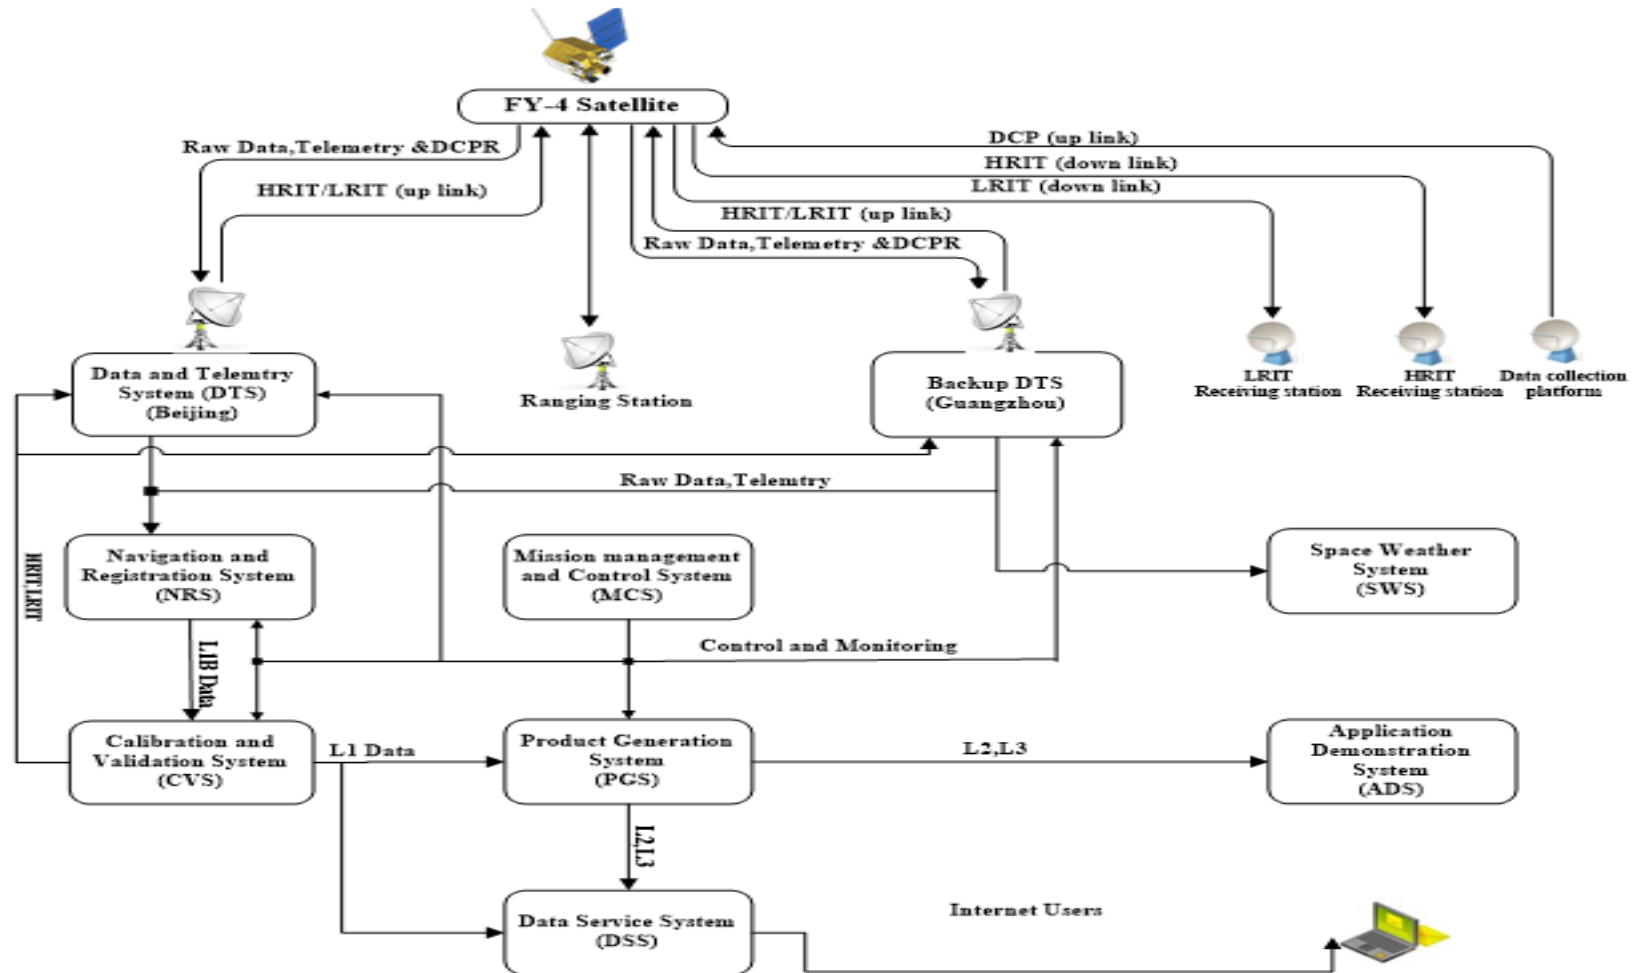 FY-4 Satellite
Raw Data,Telemetry &DCPR
HRIT/LRIT (up link)
DCP (up link)
HRIT (down link)
LRIT (down link)
HRIT/LRIT (up link)
Raw Data,Telemetry &DCPR
Data and Telemtry
System (DTS)
(Beijing)
Ranging Station
Backup DTS
(Guangzhou)
LRIT
Receiving station
HRIT
Receiving station
Data collection
platform
Raw Data,Telemtry
HRIT,LRIT
Navigation and
Registration System
(NRS)
Mission management
and Control System
(MCS)
Space Weather
System
(SWS)
L1B Data
Control and Monitoring
Calibration and
Validation System
(CVS)
L1 Data
Product Generation
System
(PGS)
L2,L3
Application
Demonstration
System
(ADS)
L2,L3
Data Service System
(DSS)
Internet Users